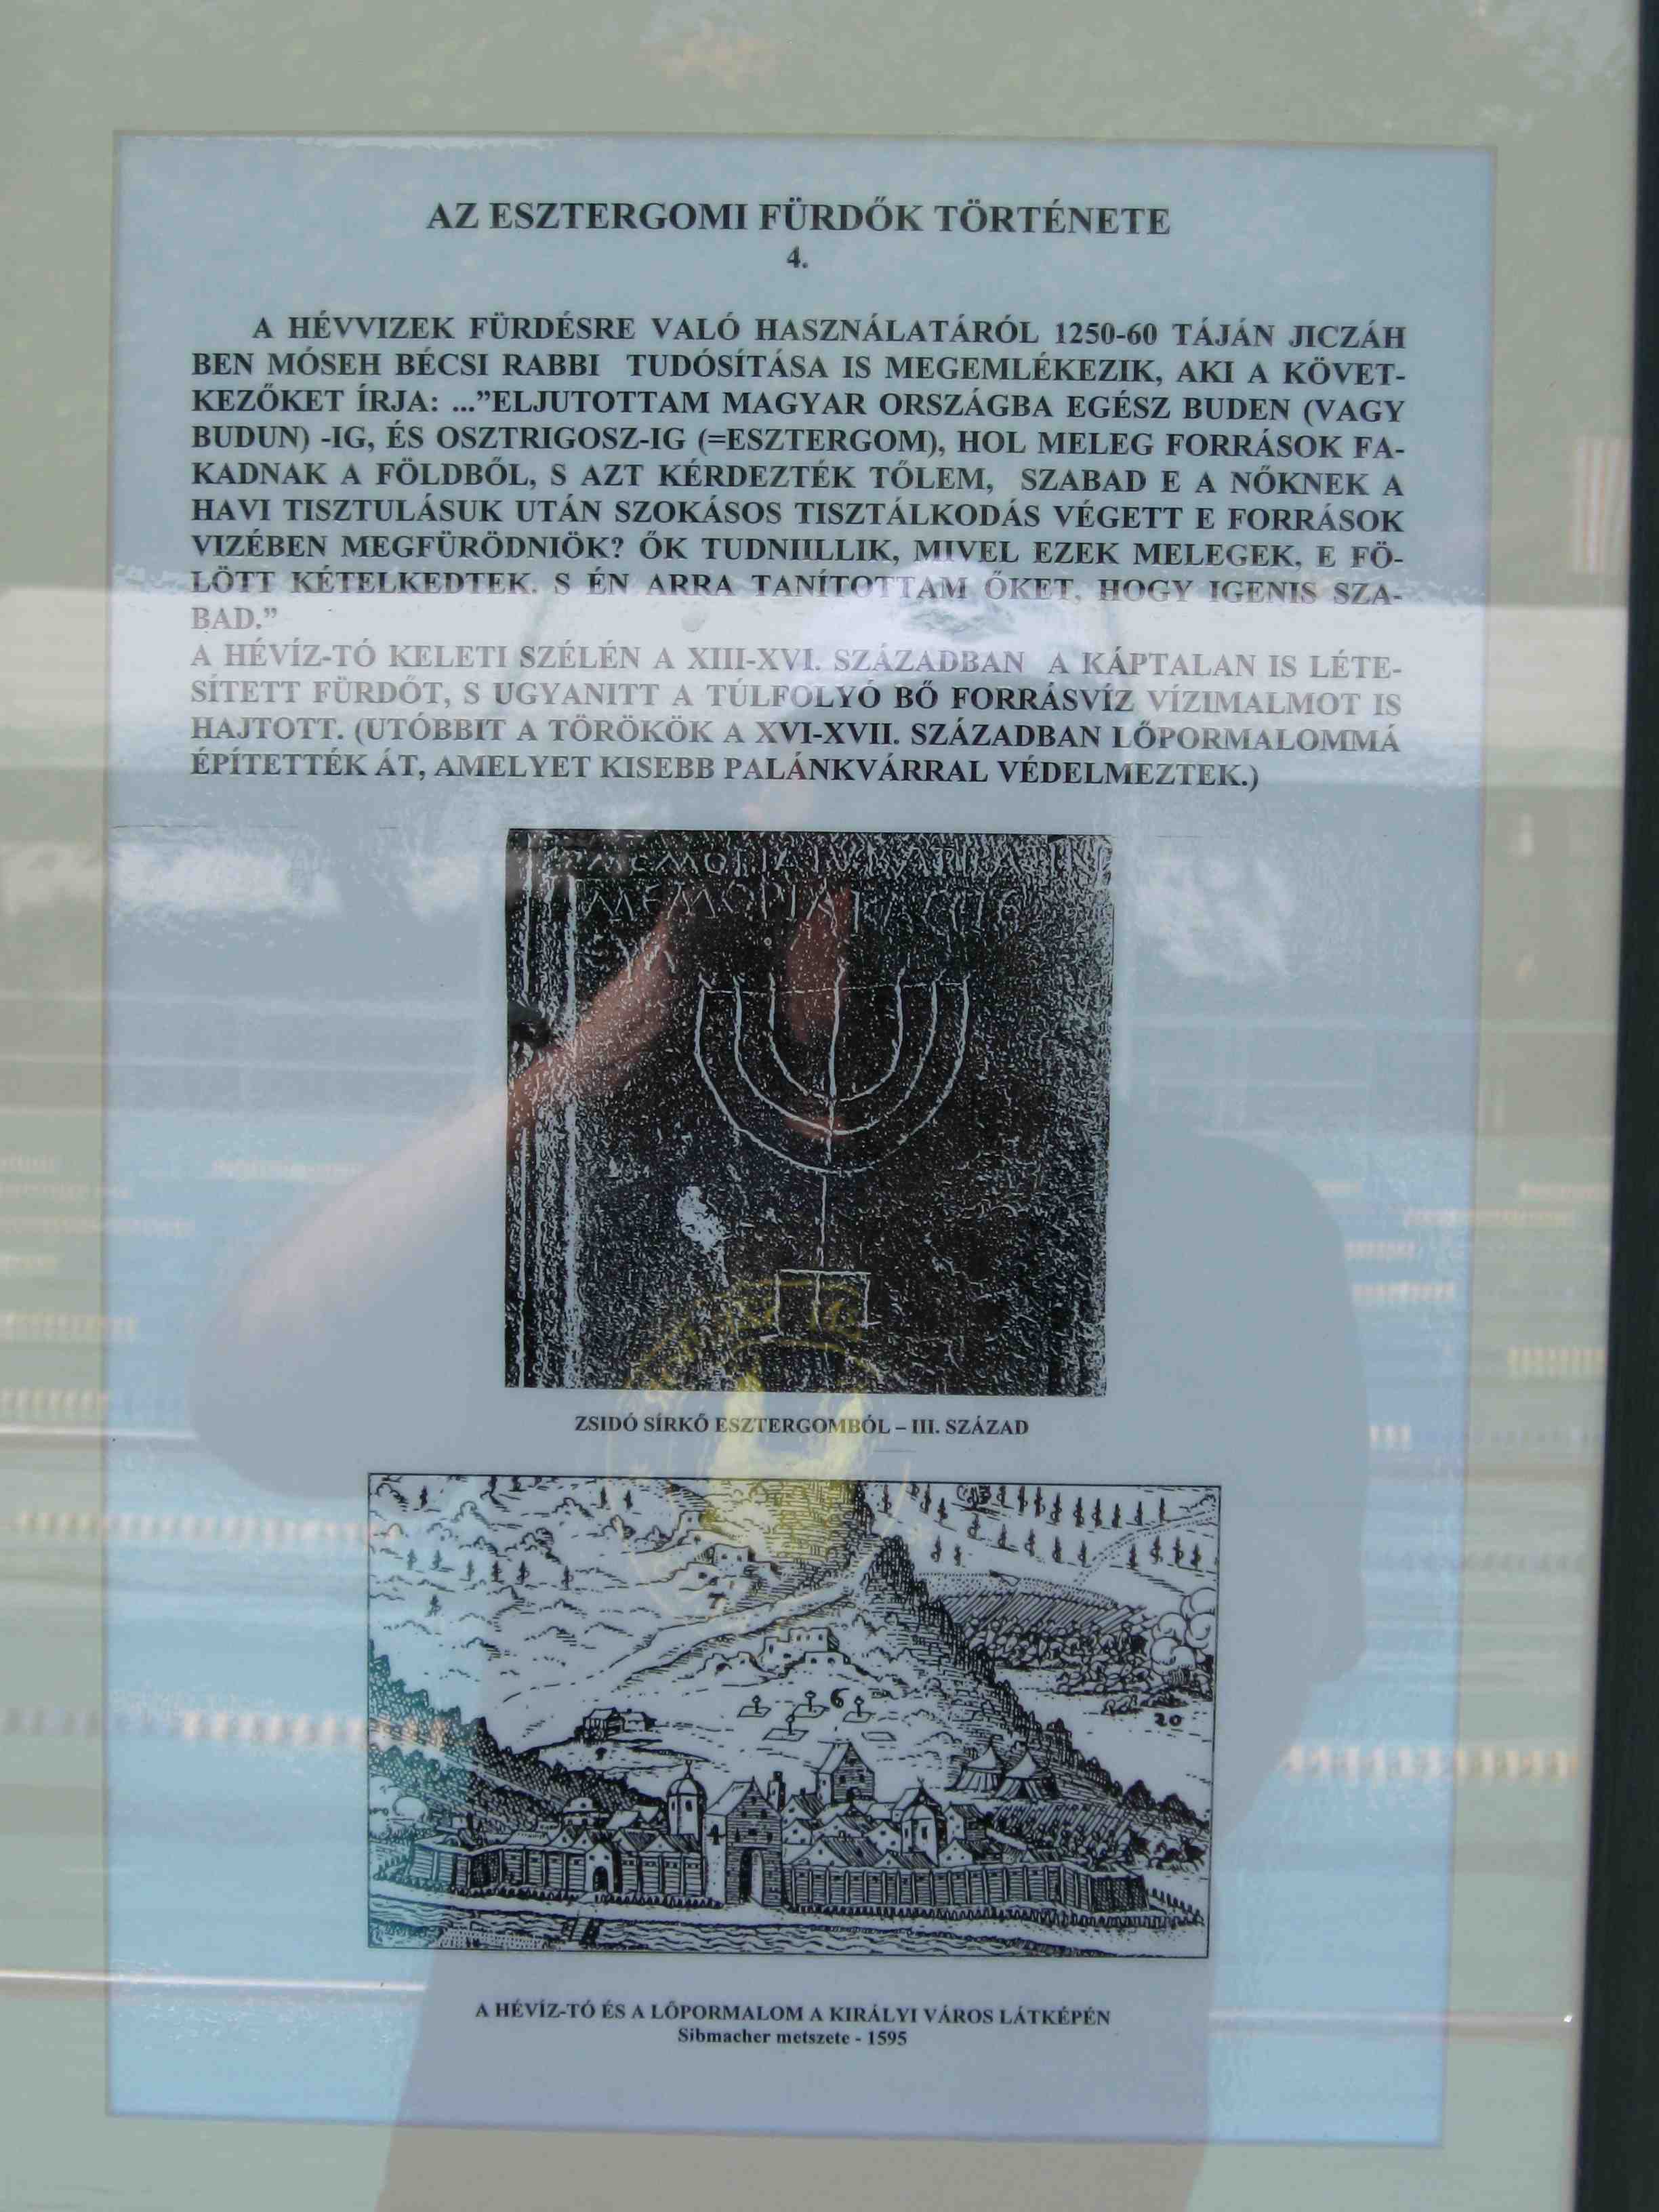 AZ ESZTERGOMI FÜRDŐK TÖRTÉNETE
4.
A HÉVVIZEK FÜRDÉSRE VALÓ HASZNÁLATÁRÓL 1250-60 TÁJÁN JICZÁH
BEN MÓSEH BÉCSI RABBI TUDÓSÍTÁSA IS MEGEMLÉKEZIK, AKI A KÖVET-
KEZŐKET ÍRJA: ...”ELJUTOTTAM MAGYAR ORSZÁGBA EGÉSZ BUDEN (VAGY
BUDUN) -IG, ÉS OSZTRIGOSZ-IG (=ESZTERGOM), HOL MELEG FORRÁSOK FA-
KADNAK A FÖLDBŐL, S AZT KÉRDEZTÉK TŐLEM, SZABAD E A NŐKNEK A
HAVI TISZTULÁSUK UTÁN SZOKÁSOS TISZTÁLKODÁS VÉGETT E FORRÁSOK
VIZÉBEN MEGFÜRÖDNIÖK? ŐK TUDNIILLIK, MIVEL EZEK MELEGEK, E FÖ-
LÖTT KÉTELKEDTEK. S ÉN ARRA TANÍTOTTAM ŐKET, HOGY IGENIS SZA-
BAD.”
A HÉVÍZ-TÓ KELETI SZÉLÉN A XIII-XVI. SZÁZADBAN A KÁPTALAN IS LÉTE-
SÍTETT FÜRDŐT, S UGYANITT A TÚLFOLYÓ BŐ FORRÁSVÍZ VÍZIMALMOT IS
HAJTOTT. (UTÓBBIT A TÖRÖKÖK A XVI-XVII. SZÁZADBAN LŐPORMALOMMÁ
ÉPÍTETTÉK ÁT, AMELYET KISEBB PALÁNKVÁRRAL VÉDELMEZTEK.)
MEMORIA
MEMORIA
ZSIDÓ SÍRKŐ ESZTERGOMBÓL – III. SZÁZAD
7
6
20
A HÉVÍZ-TÓ ÉS A LŐPORMALOM A KIRÁLYI VÁROS LÁTKÉPÉN
Sibmacher metszete - 1595